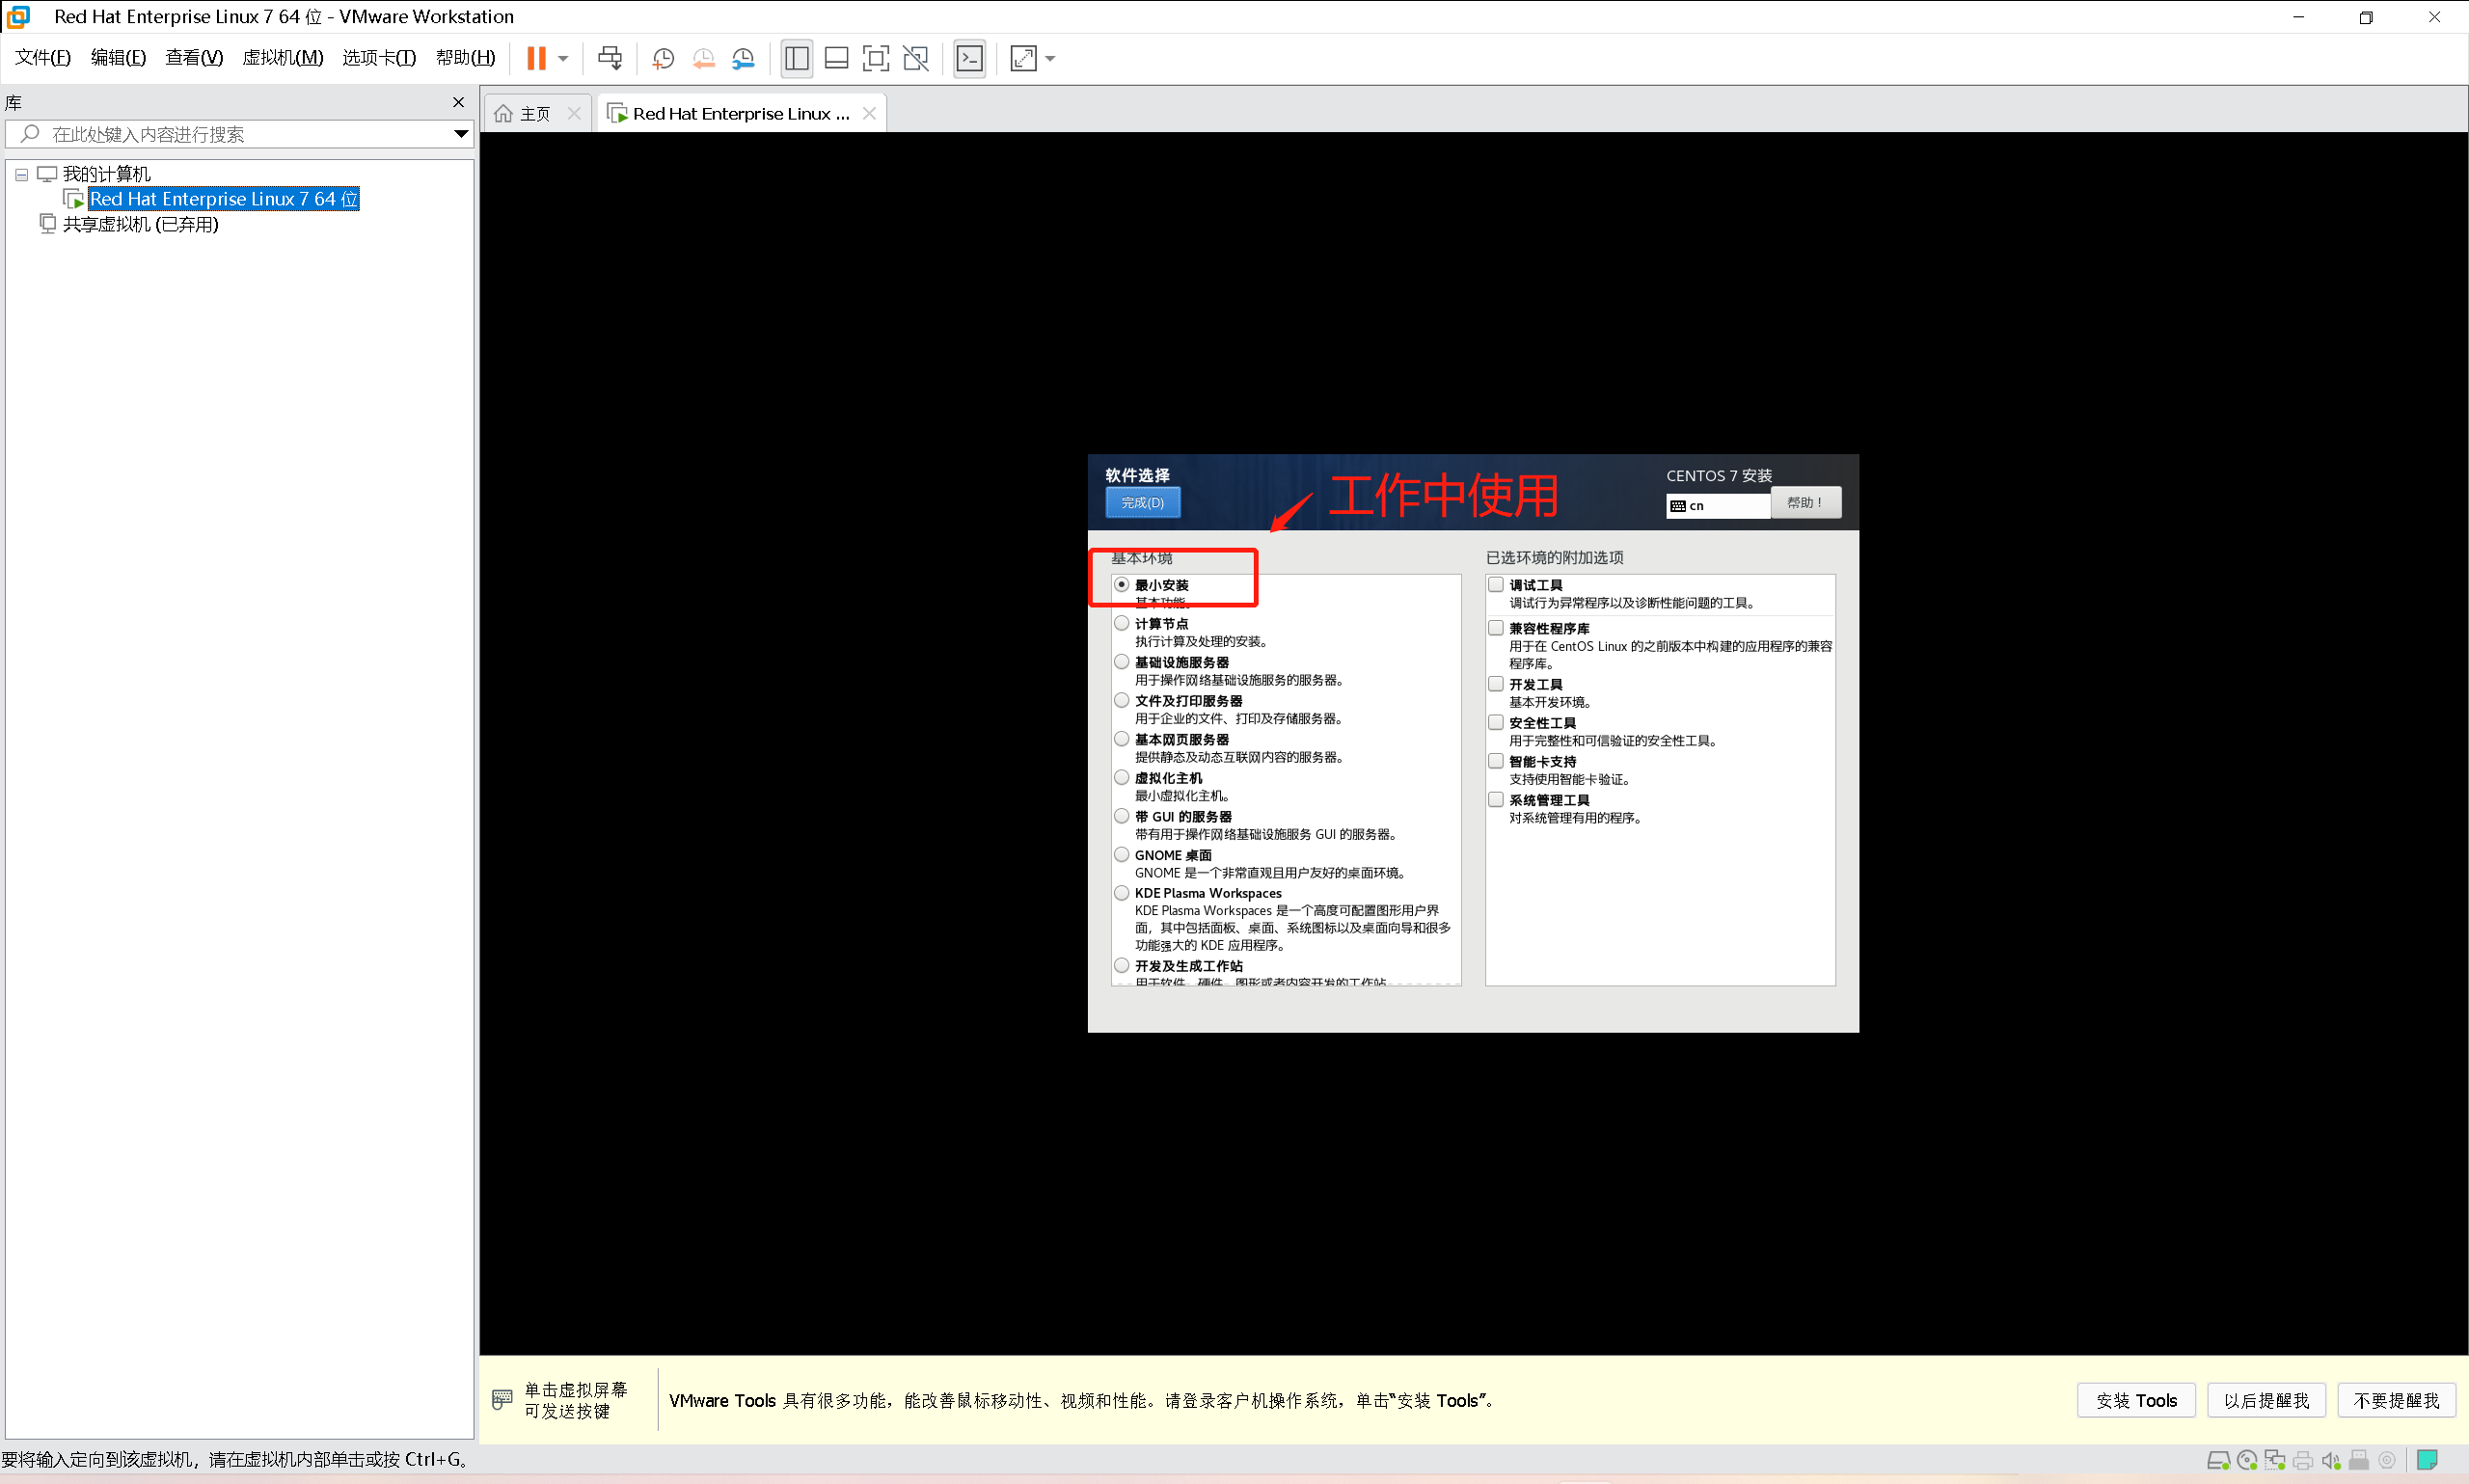 Red Hat Enterprise Linux 7 64 位 - VMware Workstation
文件(F) 编辑(E) 查看(V) 虚拟机(M) 选项卡(T) 帮助(H)
库
在此处键入内容进行搜索
我的计算机
Red Hat Enterprise Linux 7 64 位
共享虚拟机 (已弃用)
主页
Red Hat Enterprise Linux ...
软件选择
完成(D)
工作中使用
CENTOS 7 安装
cn
帮助！
基本环境
最小安装
基本功能。
计算节点
执行计算及处理的安装。
基础设施服务器
用于操作网络基础设施服务的服务器。
文件及打印服务器
用于企业的文件、打印及存储服务器。
基本网页服务器
提供静态及动态互联网内容的服务器。
虚拟化主机
最小虚拟化主机。
带 GUI 的服务器
带有用于操作网络基础设施服务 GUI 的服务器。
GNOME 桌面
GNOME 是一个非常直观且用户友好的桌面环境。
KDE Plasma Workspaces
KDE Plasma Workspaces 是一个高度可配置图形用户界
面，其中包括面板、桌面、系统图标以及桌面向导和很多
功能强大的 KDE 应用程序。
开发及生成工作站
用于软件、硬件、图形或者内容开发的工作站
已选环境的附加选项
调试工具
调试行为异常程序以及诊断性能问题的工具。
兼容性程序库
用于在 CentOS Linux 的之前版本中构建的应用程序的兼容
程序库。
开发工具
基本开发环境。
安全性工具
用于完整性和可信验证的安全性工具。
智能卡支持
支持使用智能卡验证。
系统管理工具
对系统管理有用的程序。
单击虚拟屏幕
可发送按键
VMware Tools 具有很多功能，能改善鼠标移动性、视频和性能。请登录客户机操作系统，单击“安装 Tools”。
安装 Tools
以后提醒我
不要提醒我
要将输入定向到该虚拟机，请在虚拟机内部单击或按 Ctrl+G。